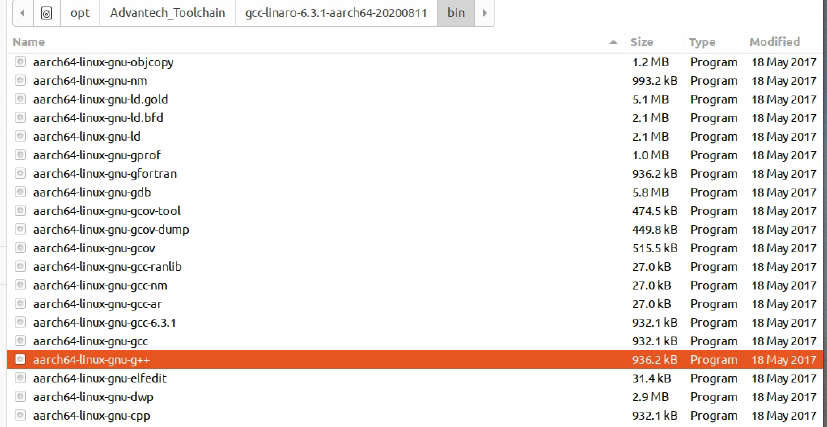 opt Advantech_Toolchain gcc-linaro-6.3.1-aarch64-20200811 bin
Name Size Type Modified
aarch64-linux-gnu-objcopy 1.2 MB Program 18 May 2017
aarch64-linux-gnu-nm 993.2 kB Program 18 May 2017
aarch64-linux-gnu-ld.gold 5.1 MB Program 18 May 2017
aarch64-linux-gnu-ld.bfd 2.1 MB Program 18 May 2017
aarch64-linux-gnu-ld 2.1 MB Program 18 May 2017
aarch64-linux-gnu-gprof 1.0 MB Program 18 May 2017
aarch64-linux-gnu-gfortran 936.2 kB Program 18 May 2017
aarch64-linux-gnu-gdb 5.8 MB Program 18 May 2017
aarch64-linux-gnu-gcov-tool 474.5 kB Program 18 May 2017
aarch64-linux-gnu-gcov-dump 449.8 kB Program 18 May 2017
aarch64-linux-gnu-gcov 515.5 kB Program 18 May 2017
aarch64-linux-gnu-gcc-ranlib 27.0 kB Program 18 May 2017
aarch64-linux-gnu-gcc-nm 27.0 kB Program 18 May 2017
aarch64-linux-gnu-gcc-ar 27.0 kB Program 18 May 2017
aarch64-linux-gnu-gcc-6.3.1 932.1 kB Program 18 May 2017
aarch64-linux-gnu-gcc 932.1 kB Program 18 May 2017
aarch64-linux-gnu-g++ 936.2 kB Program 18 May 2017
aarch64-linux-gnu-elfedit 31.4 kB Program 18 May 2017
aarch64-linux-gnu-dwp 2.9 MB Program 18 May 2017
aarch64-linux-gnu-cpp 932.1 kB Program 18 May 2017